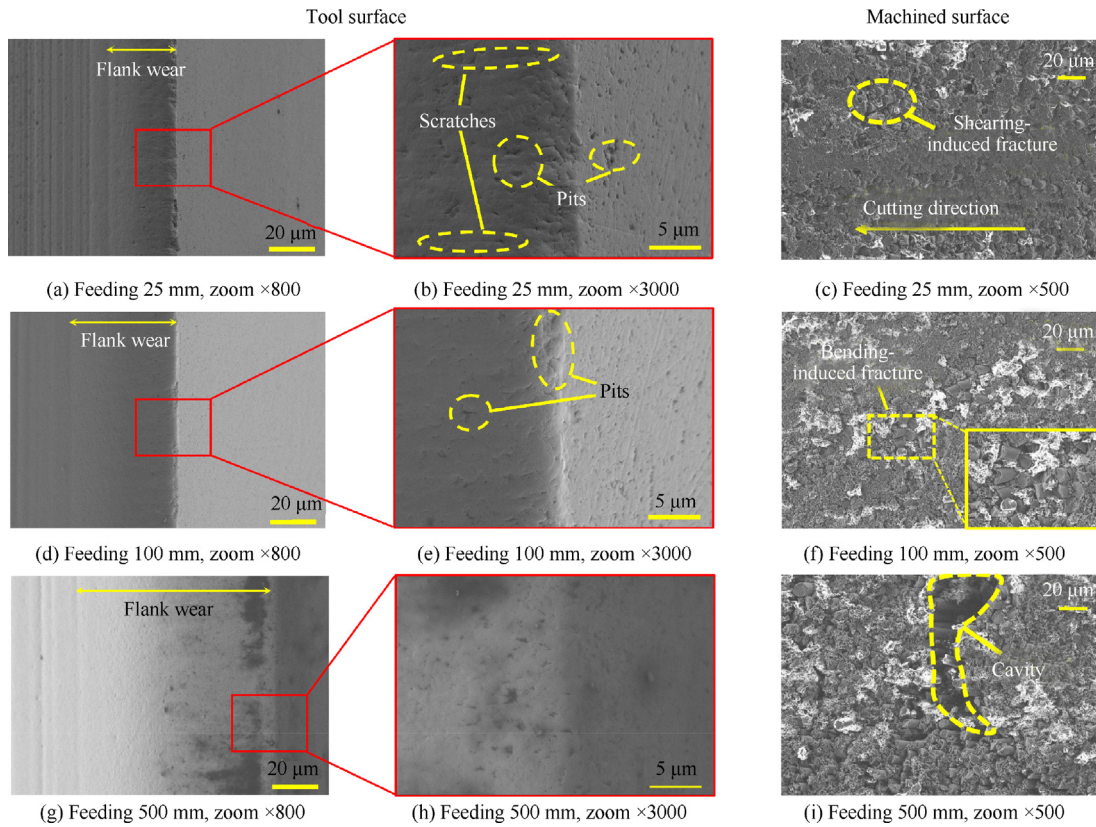 Tool surface
Machined surface
Flank wear
20 μm
Scratches
Pits
5 μm
20 μm
Shearing-
induced fracture
Cutting direction
(a) Feeding 25 mm, zoom ×800
(b) Feeding 25 mm, zoom ×3000
(c) Feeding 25 mm, zoom ×500
Flank wear
20 μm
Pits
5 μm
20 μm
Bending-
induced fracture
(d) Feeding 100 mm, zoom ×800
(e) Feeding 100 mm, zoom ×3000
(f) Feeding 100 mm, zoom ×500
Flank wear
20 μm
5 μm
20 μm
Cavity
(g) Feeding 500 mm, zoom ×800
(h) Feeding 500 mm, zoom ×3000
(i) Feeding 500 mm, zoom ×500